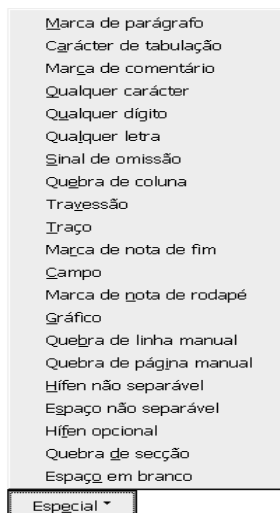 Marca de parágrafo
Carácter de tabulação
Marca de comentário
Qualquer carácter
Qualquer dígito
Qualquer letra
Sinal de omissão
Quebra de coluna
Travessão
Traço
Marca de nota de fim
Campo
Marca de nota de rodapé
Gráfico
Quebra de linha manual
Quebra de página manual
Hífen não separável
Espaço não separável
Hífen opcional
Quebra de secção
Espaço em branco
Especial